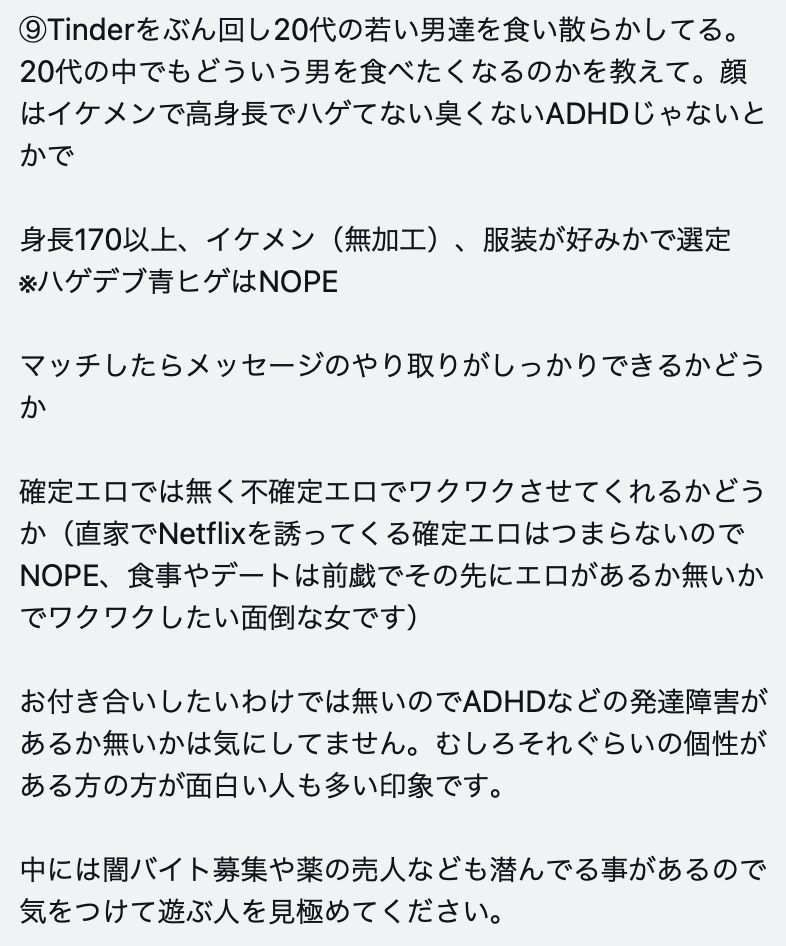 ⑨Tinderをぶん回し20代の若い男達を食い散らかしてる。
20代の中でもどういう男を食べたくなるのかを教えて。顔
はイケメンで高身長でハゲてない臭くないADHDじゃないと
かで
身長170以上、イケメン（無加工）、服装が好みかで選定
※ハゲデブ青ヒゲはNOPE
マッチしたらメッセージのやり取りがしっかりできるかどう
か
確定エロでは無く不確定エロでワクワクさせてくれるかどう
か（直家でNetflixを誘ってくる確定エロはつまらないので
NOPE、食事やデートは前戯でその先にエロがあるか無いか
でワクワクしたい面倒な女です）
お付き合いしたいわけでは無いのでADHDなどの発達障害が
あるか無いかは気にしてません。むしろそれぐらいの個性が
ある方の方が面白い人も多い印象です。
中には闇バイト募集や薬の売人なども潜んでる事があるので
気をつけて遊ぶ人を見極めてください。